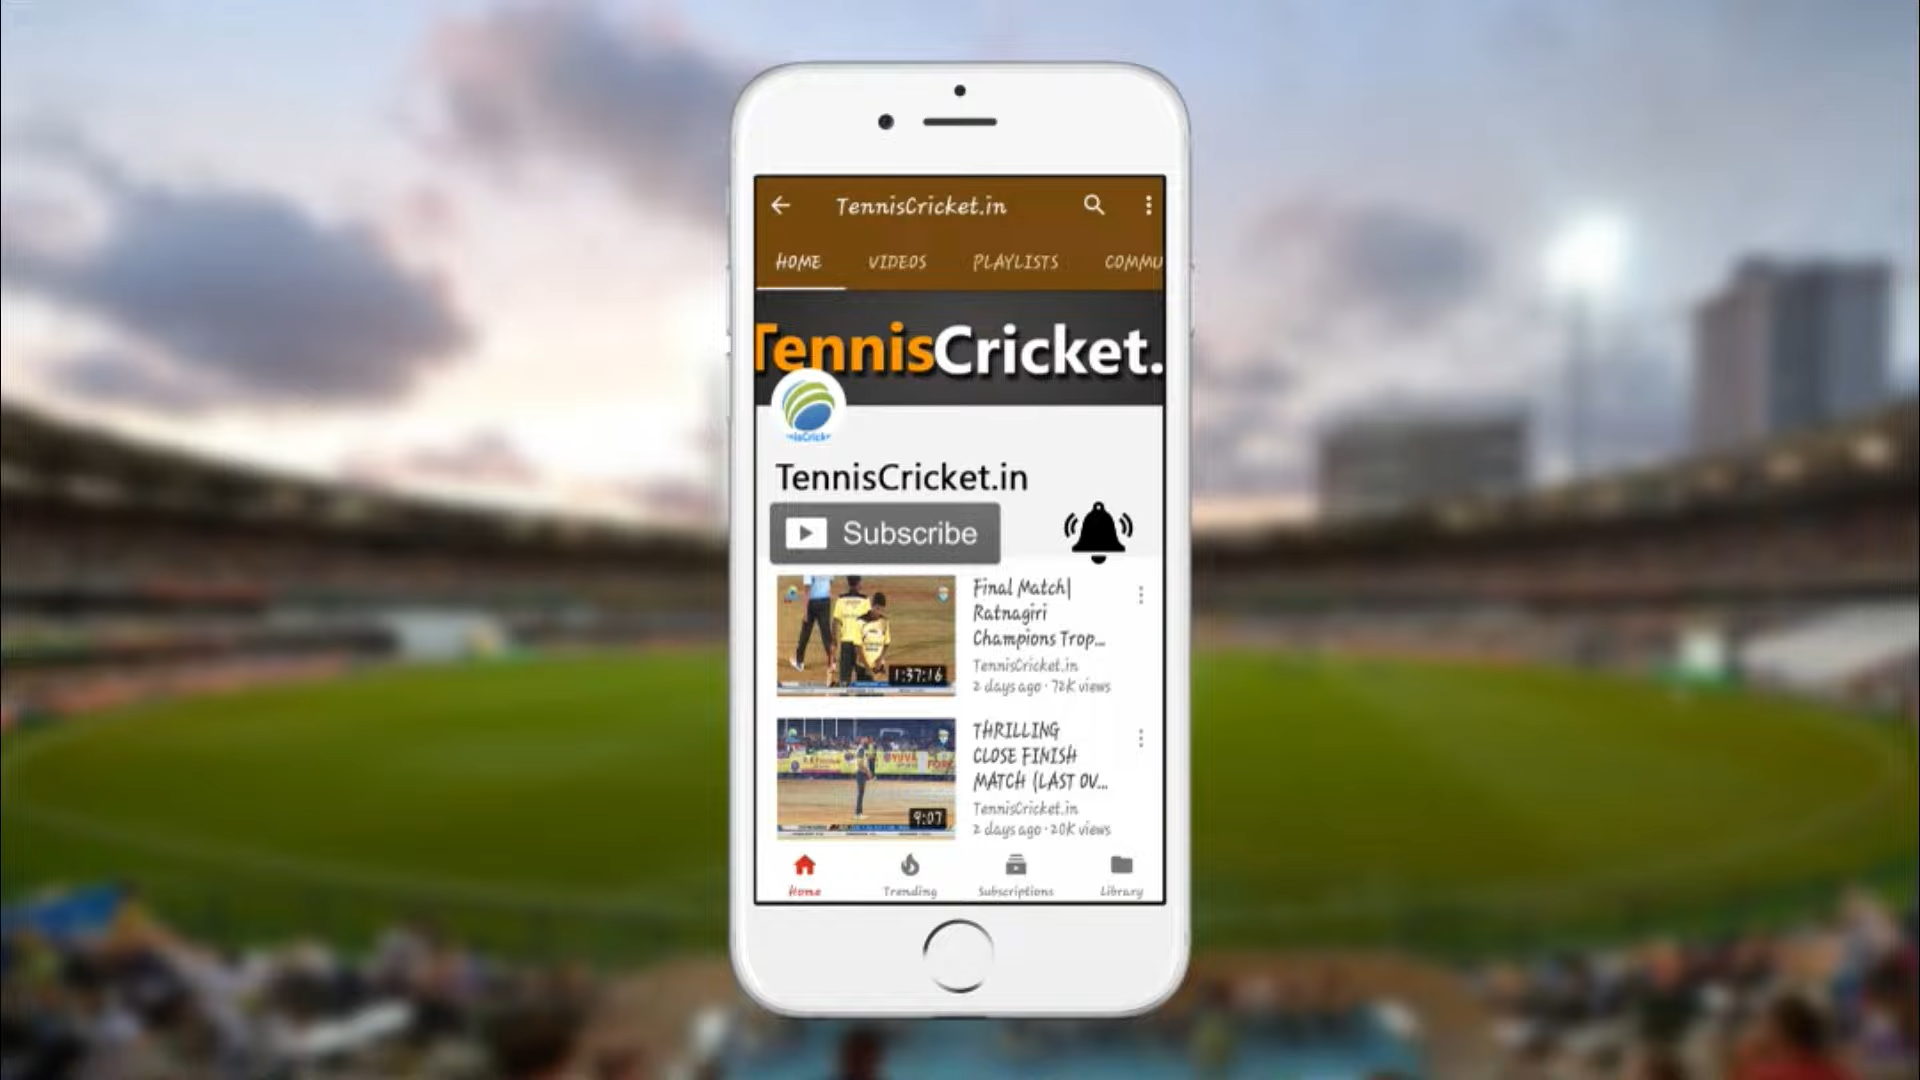 TennisCricket.in
HOME VIDEOS PLAYLISTS COMMU
TennisCricket.
TennisCricket.in
Subscribe
Final Match|
Ratnagiri
Champions Trop...
TennisCricket.in
2 days ago · 72K views
1:37:16
THRILLING
CLOSE FINISH
MATCH (LAST OV...
TennisCricket.in
2 days ago · 20K views
9:07
Home Trending Subscriptions Library